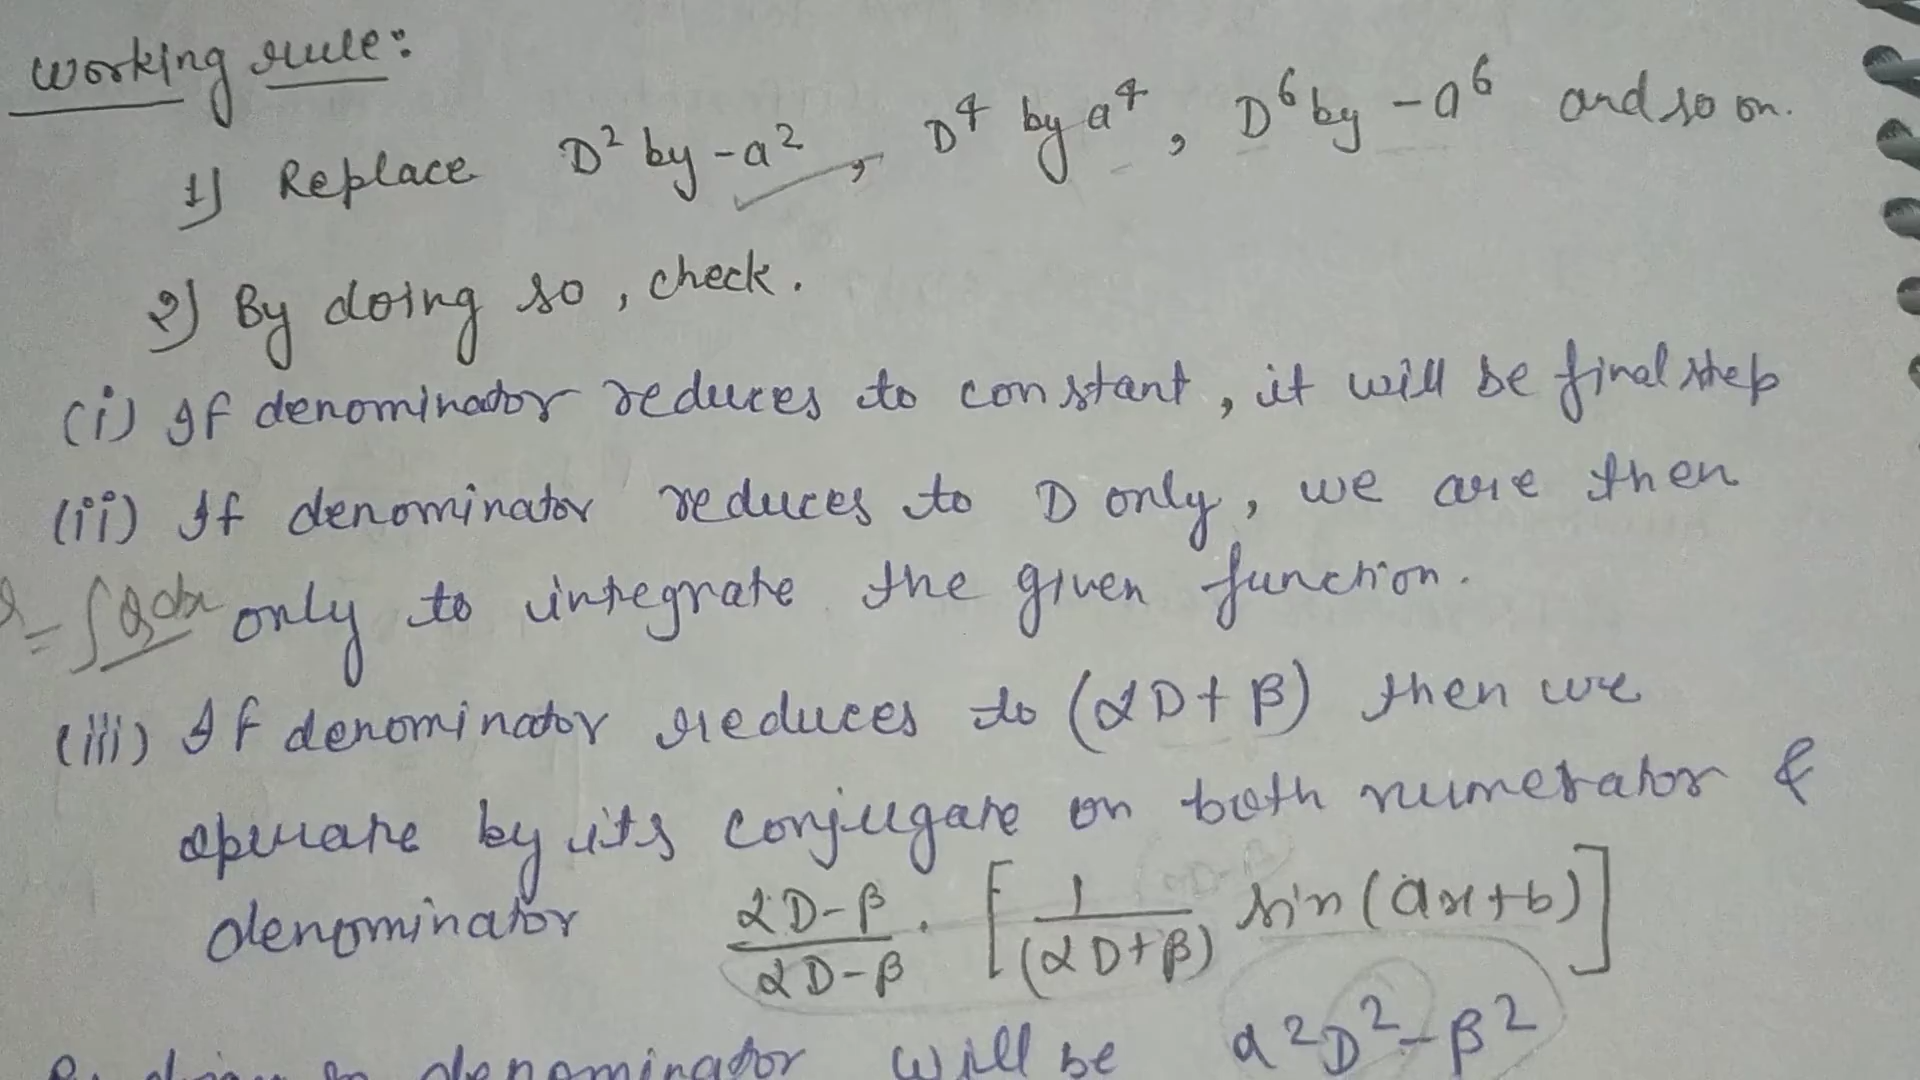 Working rule:
1) Replace D² by -a², D⁴ by a⁴, D⁶ by -a⁶ and so on.
2) By doing so, check.
(i) If denominator reduces to constant, it will be final step
(ii) If denominator reduces to D only, we are then
= ∫Q dx only to integrate the given function.
(iii) If denominator reduces to (αD+β) then we
operate by its conjugate on both numerator &
denominator αD-β/αD-β . [1/(αD+β) sin(ax+b)]
denominator will be α²D²-β²